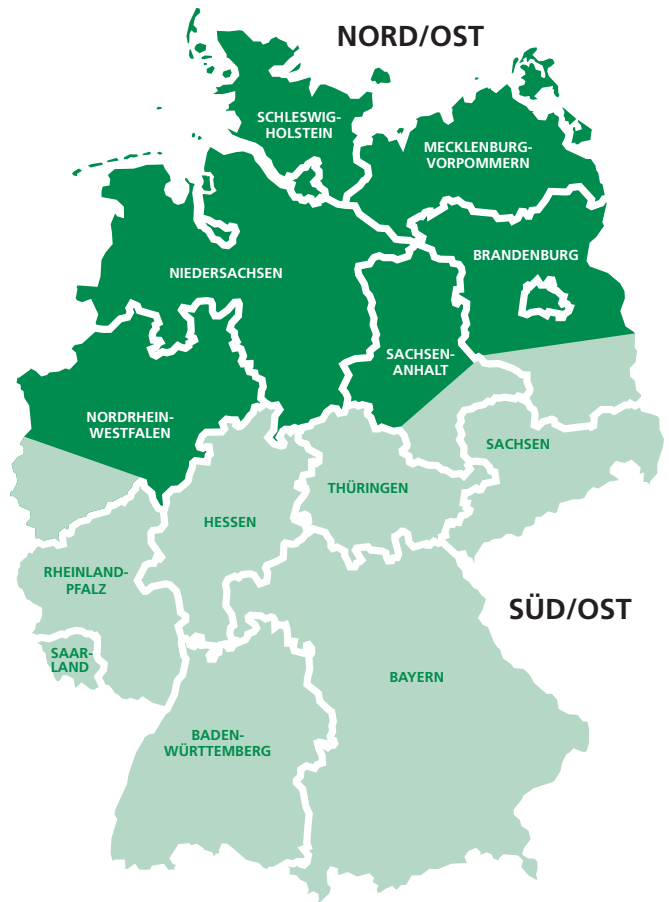 NORD/OST
SCHLESWIG-
HOLSTEIN
MECKLENBURG-
VORPOMMERN
BRANDENBURG
NIEDERSACHSEN
SACHSEN-
ANHALT
NORDRHEIN-
WESTFALEN
SACHSEN
THÜRINGEN
HESSEN
RHEINLAND-
PFALZ
SÜD/OST
SAAR-
LAND
BAYERN
BADEN-
WÜRTTEMBERG